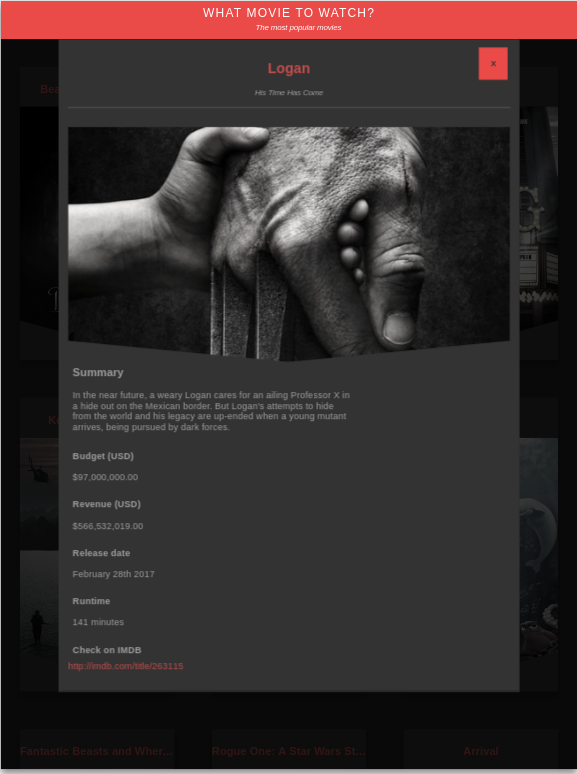 WHAT MOVIE TO WATCH?
The most popular movies
Logan
x
His Time Has Come
Summary
In the near future, a weary Logan cares for an ailing Professor X in
a hide out on the Mexican border. But Logan's attempts to hide
from the world and his legacy are up-ended when a young mutant
arrives, being pursued by dark forces.
Budget (USD)
$97,000,000.00
Revenue (USD)
$566,532,019.00
Release date
February 28th 2017
Runtime
141 minutes
Check on IMDB
http://imdb.com/title/263115
Fantastic Beasts and Wher...
Rogue One: A Star Wars St...
Arrival